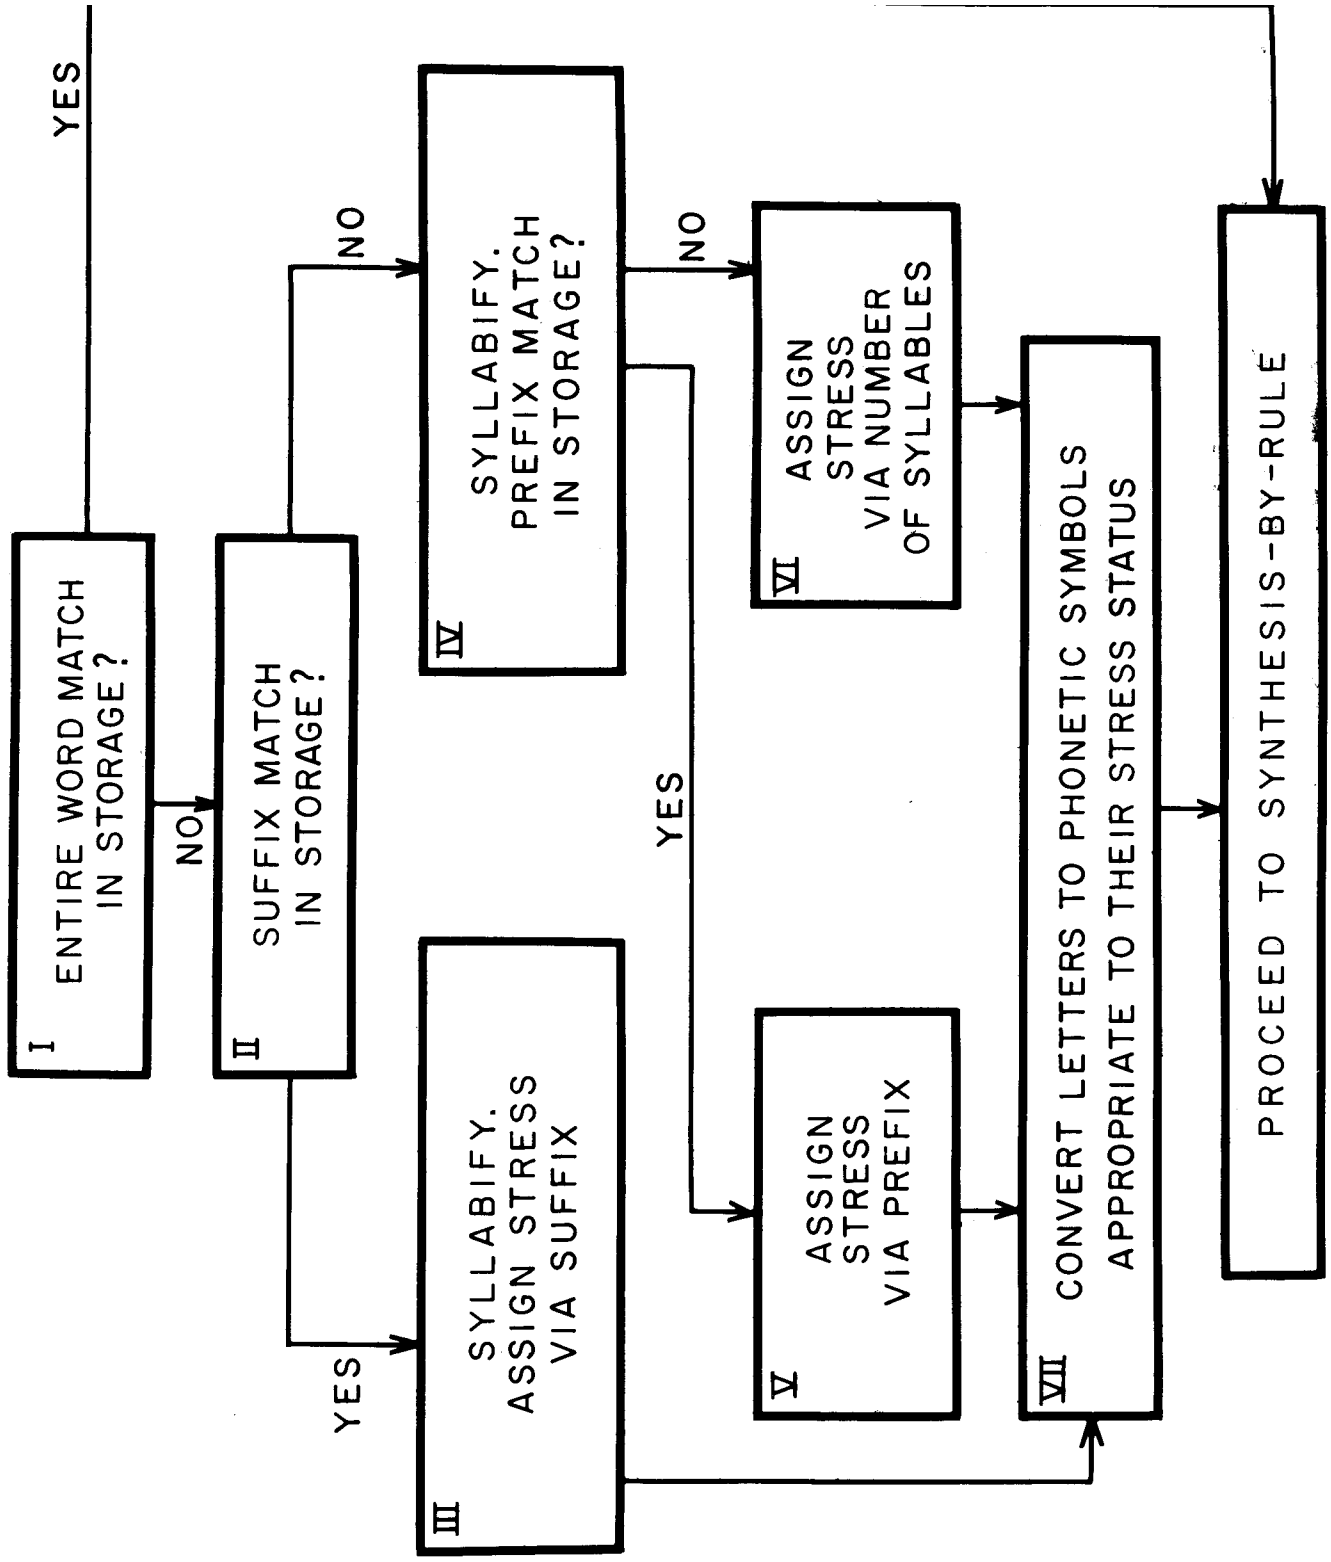 I
ENTIRE WORD MATCH
IN STORAGE?
YES
NO
II
SUFFIX MATCH
IN STORAGE?
YES
NO
III
SYLLABIFY.
ASSIGN STRESS
VIA SUFFIX
IV
SYLLABIFY.
PREFIX MATCH
IN STORAGE?
YES
NO
V
ASSIGN
STRESS
VIA PREFIX
VI
ASSIGN
STRESS
VIA NUMBER
OF SYLLABLES
VII
CONVERT LETTERS TO PHONETIC SYMBOLS
APPROPRIATE TO THEIR STRESS STATUS
PROCEED TO SYNTHESIS-BY-RULE